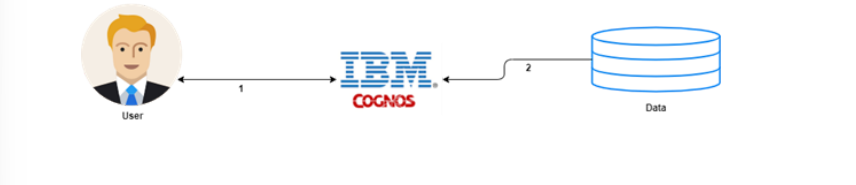 IBM®
COGNOS
1
2
User
Data